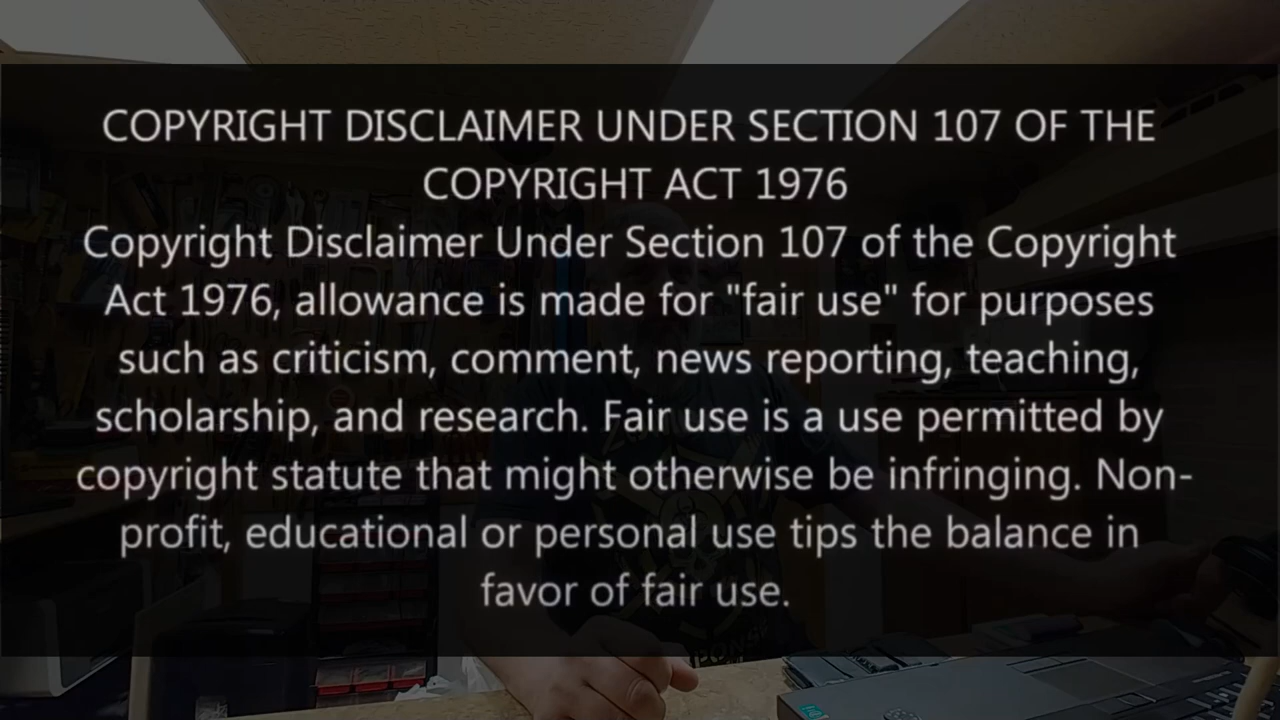 COPYRIGHT DISCLAIMER UNDER SECTION 107 OF THE
COPYRIGHT ACT 1976
Copyright Disclaimer Under Section 107 of the Copyright
Act 1976, allowance is made for "fair use" for purposes
such as criticism, comment, news reporting, teaching,
scholarship, and research. Fair use is a use permitted by
copyright statute that might otherwise be infringing. Non-
profit, educational or personal use tips the balance in
favor of fair use.